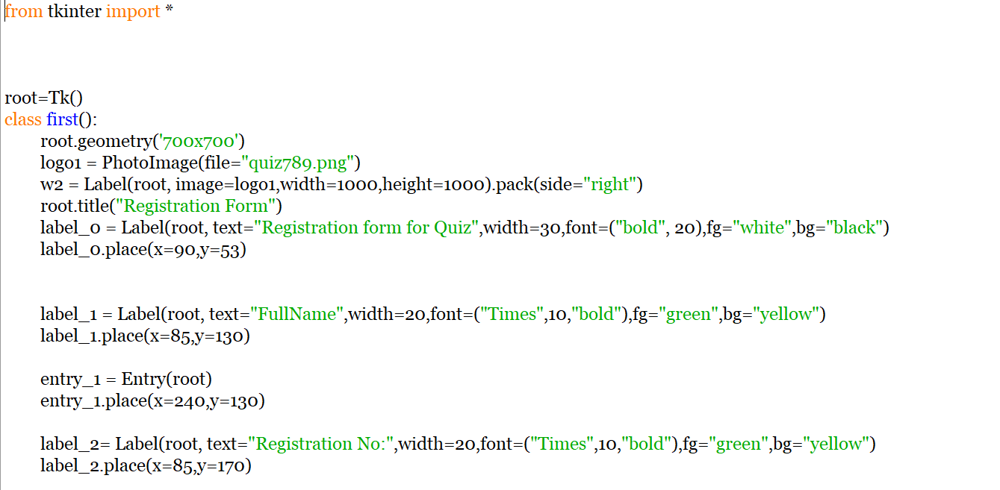 from tkinter import *
root=Tk()
class first():
root.geometry('700x700')
logo1 = PhotoImage(file="quiz789.png")
w2 = Label(root, image=logo1,width=1000,height=1000).pack(side="right")
root.title("Registration Form")
label_0 = Label(root, text="Registration form for Quiz",width=30,font=("bold", 20),fg="white",bg="black")
label_0.place(x=90,y=53)
label_1 = Label(root, text="FullName",width=20,font=("Times",10,"bold"),fg="green",bg="yellow")
label_1.place(x=85,y=130)
entry_1 = Entry(root)
entry_1.place(x=240,y=130)
label_2= Label(root, text="Registration No:",width=20,font=("Times",10,"bold"),fg="green",bg="yellow")
label_2.place(x=85,y=170)